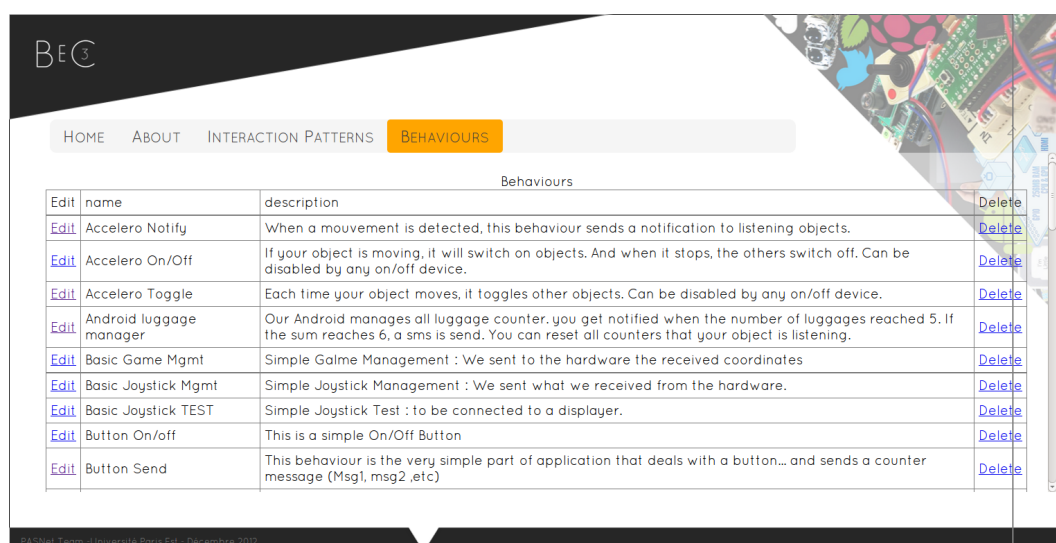 BEC3
HOME ABOUT INTERACTION PATTERNS BEHAVIOURS
Behaviours
Edit name description Delete
Edit Accelero Notify When a mouvement is detected, this behaviour sends a notification to listening objects. Delete
Edit Accelero On/Off If your object is moving, it will switch on objects. And when it stops, the others switch off. Can be
disabled by any on/off device. Delete
Edit Accelero Toggle Each time your object moves, it toggles other objects. Can be disabled by any on/off device. Delete
Edit Android luggage
manager Our Android manages all luggage counter. you get notified when the number of luggages reached 5. If
the sum reaches 6, a sms is send. You can reset all counters that your object is listening. Delete
Edit Basic Game Mgmt Simple Galme Management : We sent to the hardware the received coordinates Delete
Edit Basic Joystick Mgmt Simple Joystick Management : We sent what we received from the hardware. Delete
Edit Basic Joystick TEST Simple Joystick Test : to be connected to a displayer. Delete
Edit Button On/off This is a simple On/Off Button Delete
Edit Button Send This behaviour is the very simple part of application that deals with a button... and sends a counter
message (Msg1, msg2 ,etc) Delete
PASNet Team -Université Paris Est - Décembre 2012